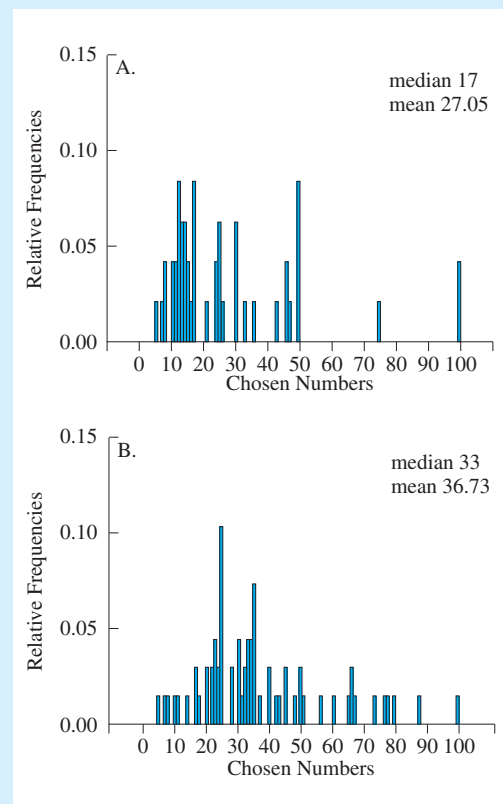 0.15
A.
median 17
mean 27.05
0.10
Relative Frequencies
0.05
0.00
0 10 20 30 40 50 60 70 80 90 100
Chosen Numbers
0.15
B.
median 33
mean 36.73
0.10
Relative Frequencies
0.05
0.00
0 10 20 30 40 50 60 70 80 90 100
Chosen Numbers